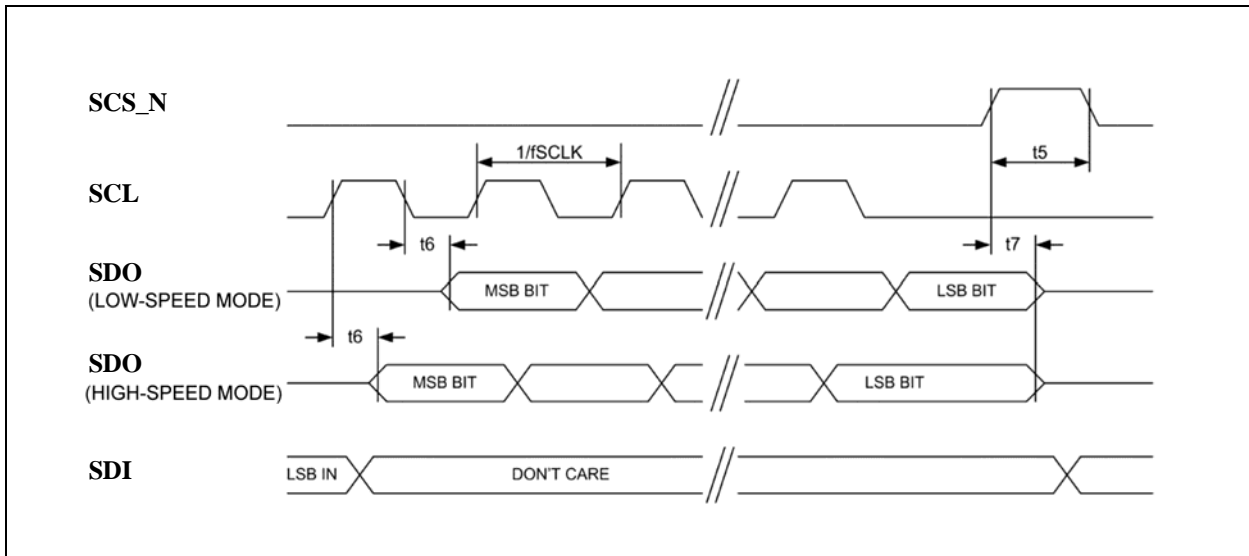 SCS_N
t5
1/fSCLK
SCL
t6
t7
SDO
(LOW-SPEED MODE)
MSB BIT
LSB BIT
t6
SDO
(HIGH-SPEED MODE)
MSB BIT
LSB BIT
SDI
LSB IN
DON'T CARE